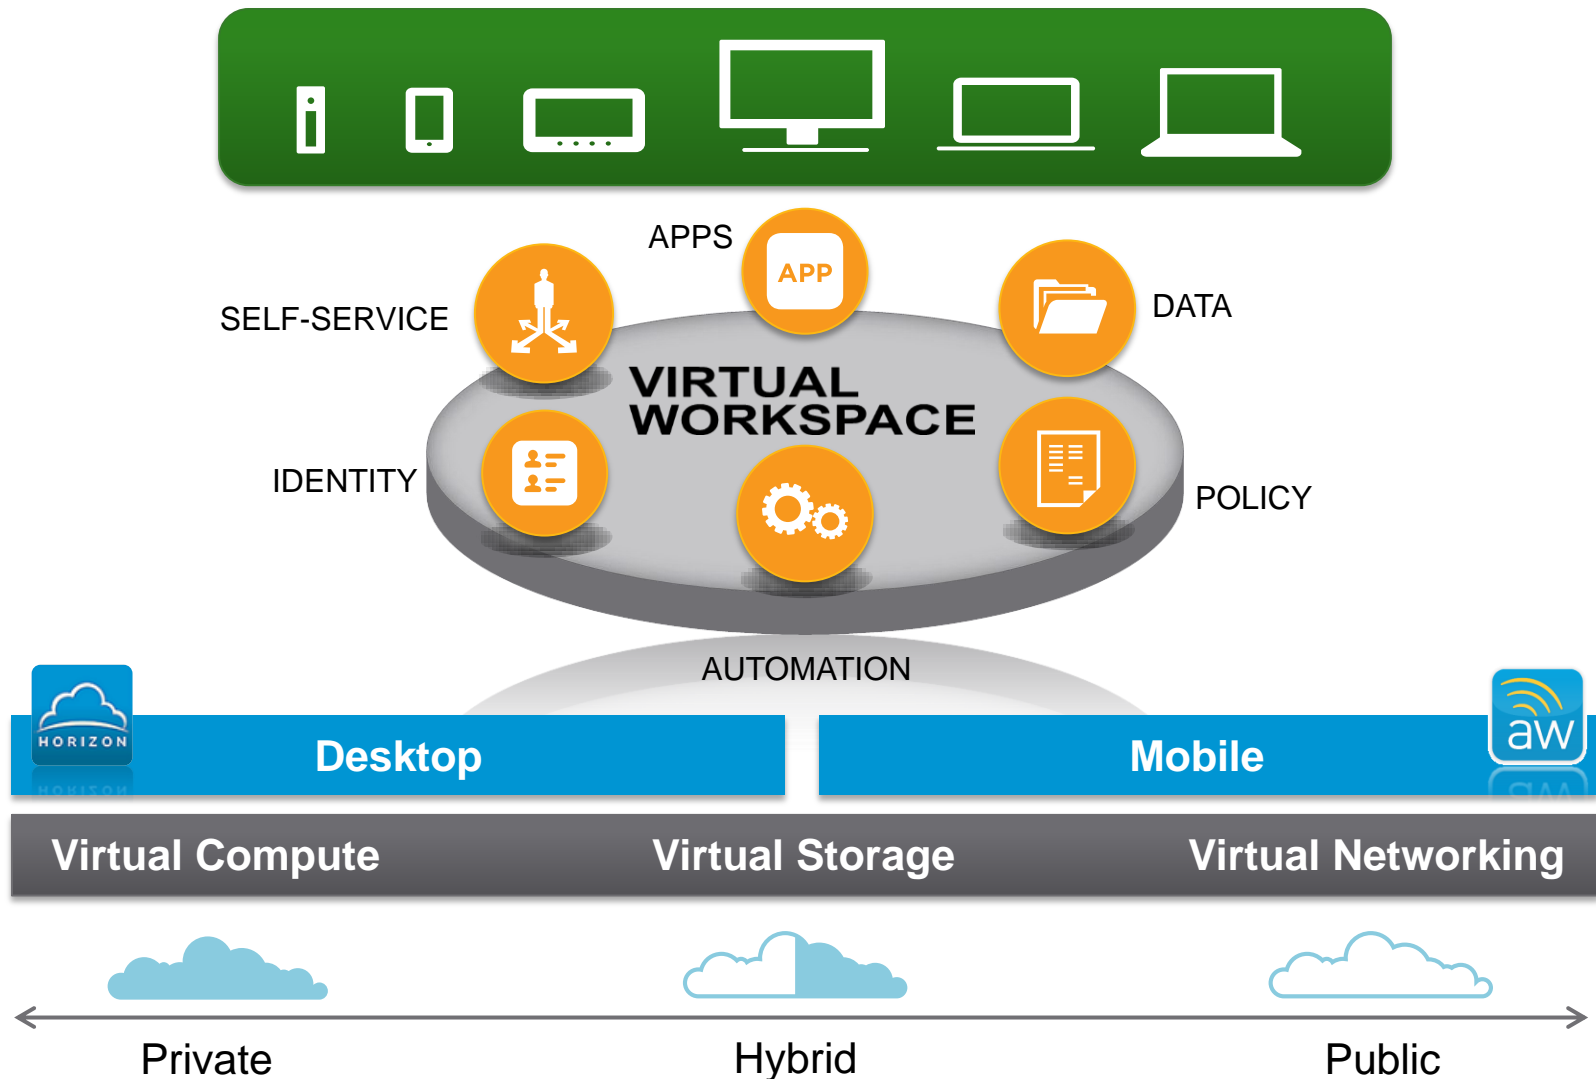 APPS
APP
SELF-SERVICE
DATA
VIRTUAL
WORKSPACE
IDENTITY
POLICY
AUTOMATION
HORIZON
Desktop
Mobile
aw
Virtual Compute
Virtual Storage
Virtual Networking
Private
Hybrid
Public